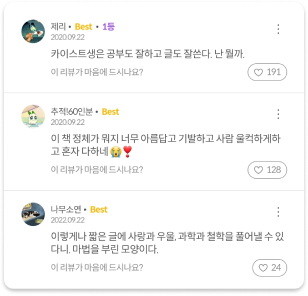 제리 • Best • 1등
2020.09.22
카이스트생은 공부도 잘하고 글도 잘쓴다. 난 뭘까.
이 리뷰가 마음에 드시나요?
191
추적!60인분 • Best
2020.09.22
이 책 정체가 뭐지 너무 아름답고 기발하고 사람 울컥하게하
고 혼자 다하네 😭❣️
이 리뷰가 마음에 드시나요?
128
나무소연 • Best
2022.09.22
이렇게나 짧은 글에 사랑과 우울, 과학과 철학을 풀어낼 수 있
다니, 마법을 부린 모양이다.
이 리뷰가 마음에 드시나요?
24